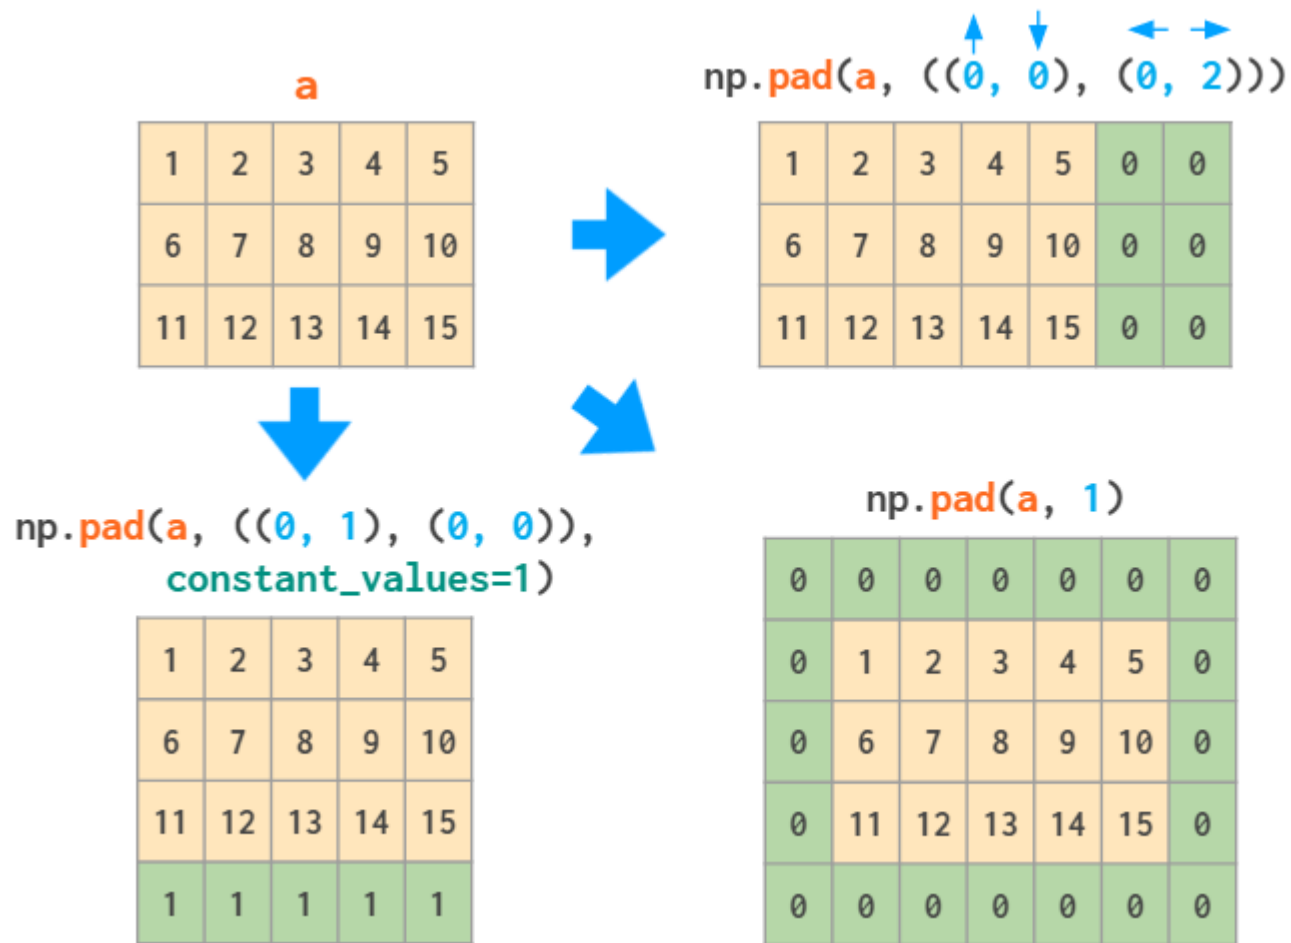 a
1 2 3 4 5
6 7 8 9 10
11 12 13 14 15
np.pad(a, ((0, 0), (0, 2)))
1 2 3 4 5 0 0
6 7 8 9 10 0 0
11 12 13 14 15 0 0
np.pad(a, ((0, 1), (0, 0)),
constant_values=1)
1 2 3 4 5
6 7 8 9 10
11 12 13 14 15
1 1 1 1 1
np.pad(a, 1)
0 0 0 0 0 0 0
0 1 2 3 4 5 0
0 6 7 8 9 10 0
0 11 12 13 14 15 0
0 0 0 0 0 0 0